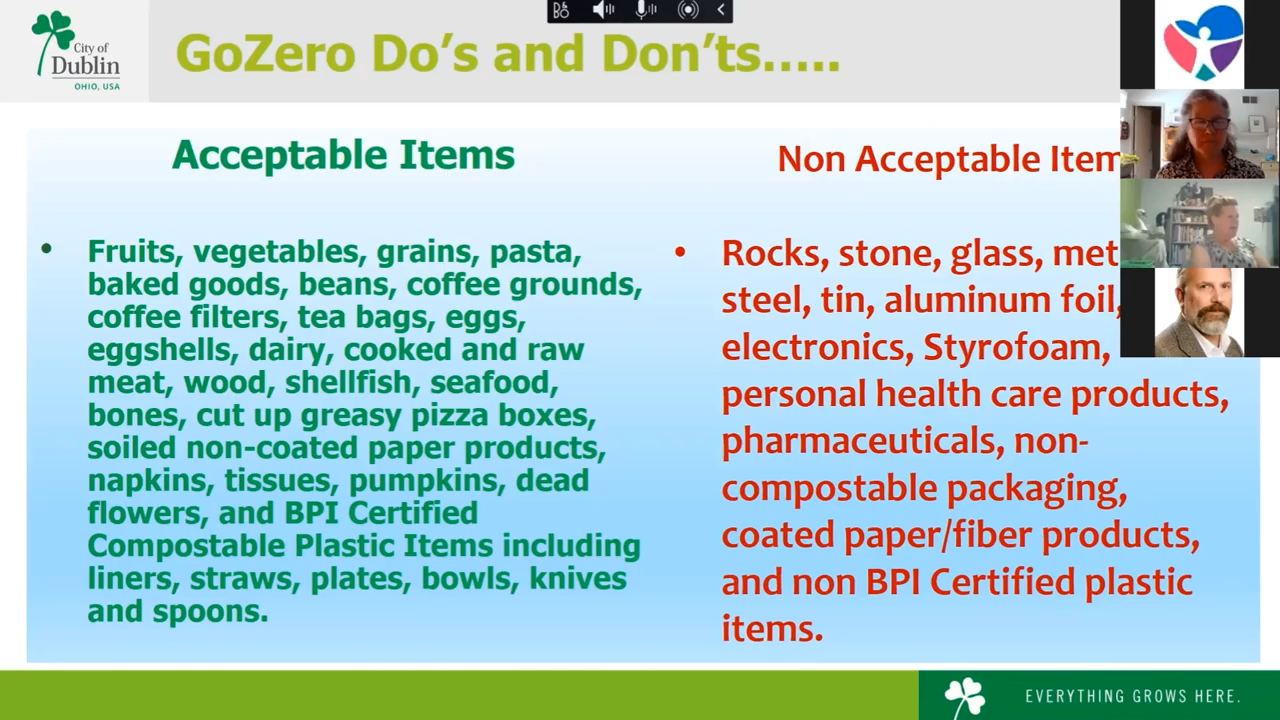 City of
Dublin
OHIO, USA
GoZero Do's and Don'ts.....
Acceptable Items
• Fruits, vegetables, grains, pasta,
baked goods, beans, coffee grounds,
coffee filters, tea bags, eggs,
eggshells, dairy, cooked and raw
meat, wood, shellfish, seafood,
bones, cut up greasy pizza boxes,
soiled non-coated paper products,
napkins, tissues, pumpkins, dead
flowers, and BPI Certified
Compostable Plastic Items including
liners, straws, plates, bowls, knives
and spoons.
Non Acceptable Item
• Rocks, stone, glass, met
steel, tin, aluminum foil,
electronics, Styrofoam,
personal health care products,
pharmaceuticals, non-
compostable packaging,
coated paper/fiber products,
and non BPI Certified plastic
items.
EVERYTHING GROWS HERE.